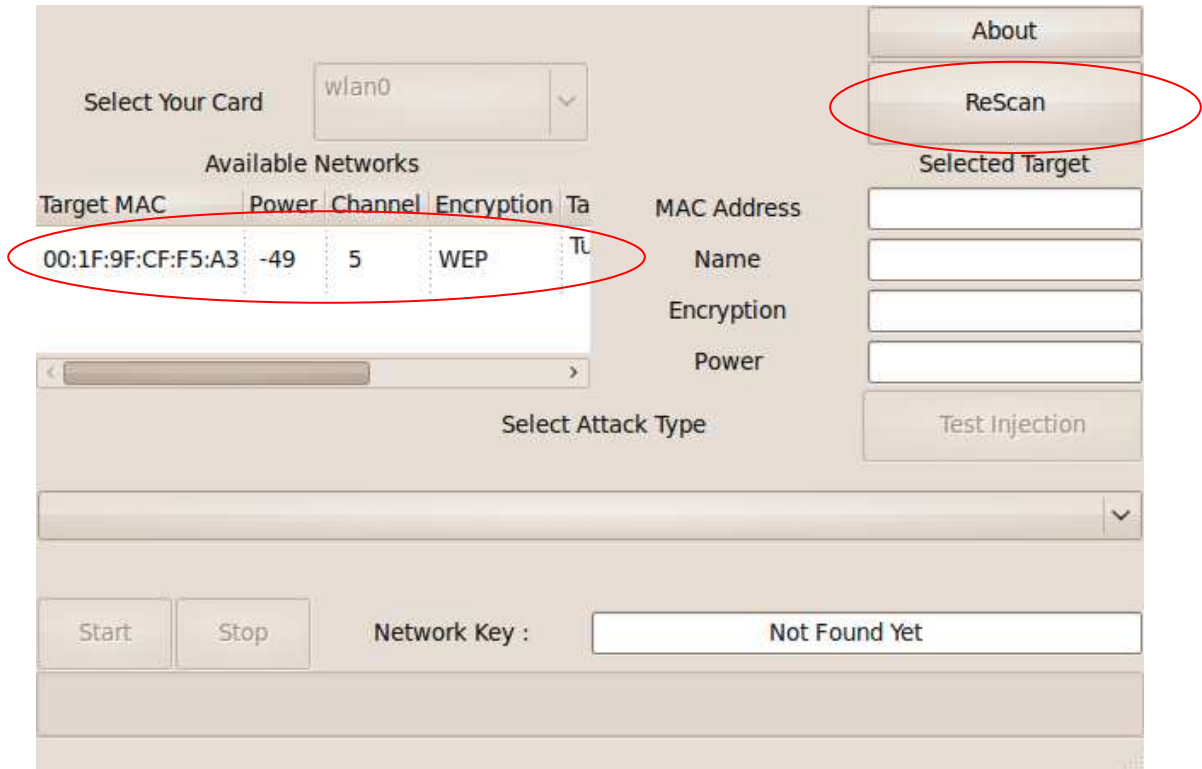 About
Select Your Card wlan0 ReScan
Available Networks Selected Target
Target MAC Power Channel Encryption Ta MAC Address
00:1F:9F:CF:F5:A3 -49 5 WEP Tu Name
Encryption
Power
Select Attack Type Test Injection
Start Stop Network Key : Not Found Yet